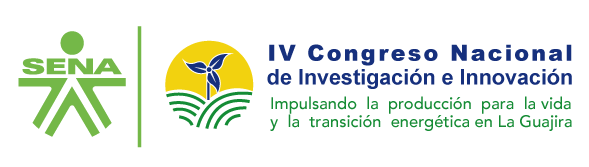 SENA
IV Congreso Nacional
de Investigación e Innovación
Impulsando la producción para la vida
y la transición energética en La Guajira